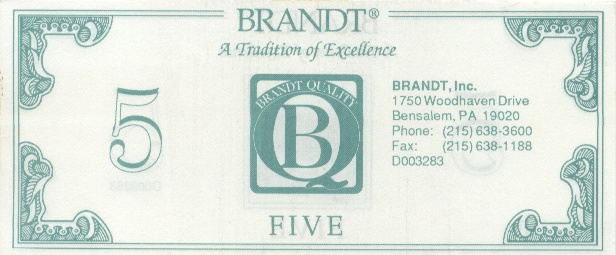 BRANDT®
A Tradition of Excellence
5
BRANDT QUALITY
BQ
BRANDT, Inc.
1750 Woodhaven Drive
Bensalem, PA 19020
Phone: (215) 638-3600
Fax: (215) 638-1188
D003283
FIVE